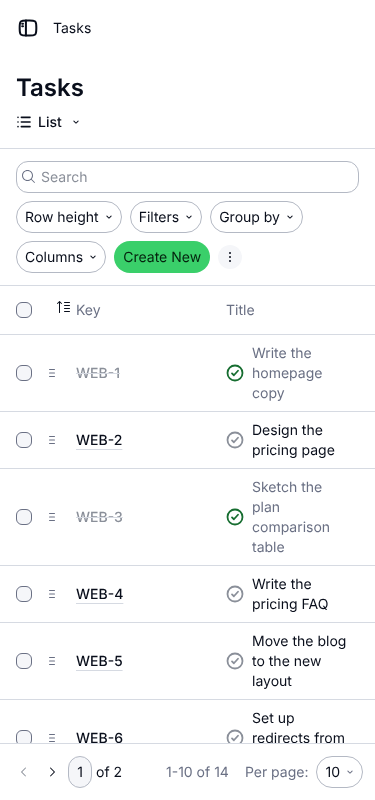 Tasks
Tasks
List
Search
Row height
Filters
Group by
Columns
Create New
Key
Title
WEB-1
Write the
homepage
copy
WEB-2
Design the
pricing page
WEB-3
Sketch the
plan
comparison
table
WEB-4
Write the
pricing FAQ
WEB-5
Move the blog
to the new
layout
WEB-6
Set up
redirects from
1 of 2
1-10 of 14
Per page:
10